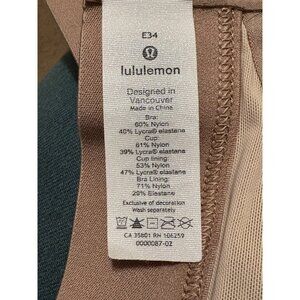 E34
lululemon
Designed in
Vancouver
Made in China
Bra:
60% Nylon
40% Lycra® elastane
Cup:
61% Nylon
39% Lycra® elastane
Cup lining:
53% Nylon
47% Lycra® elastane
Bra Lining:
71% Nylon
29% Elastane
Exclusive of decoration
Wash separately
CA 35801 RN 106259
0000087-02